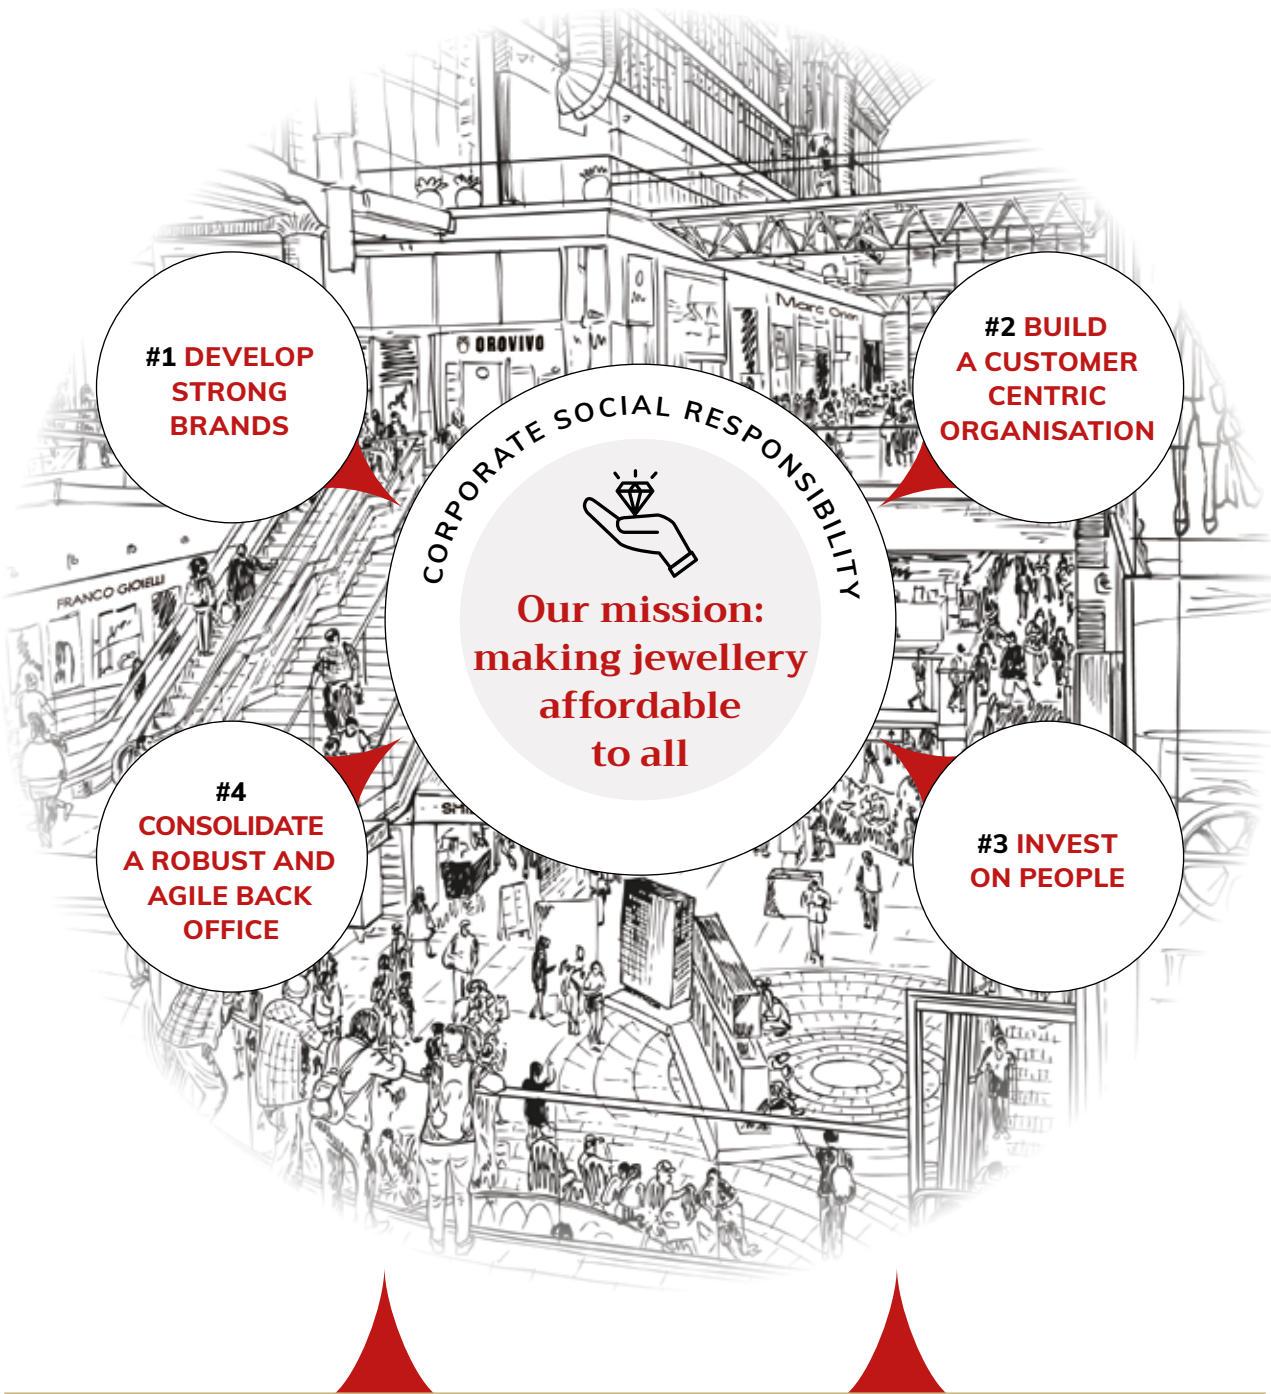 OROVIVO
Marc Orian
FRANCO GIOIELLI
#1 DEVELOP
STRONG
BRANDS
#2 BUILD
A CUSTOMER
CENTRIC
ORGANISATION
CORPORATE SOCIAL RESPONSIBILITY
Our mission:
making jewellery
affordable
to all
#4
CONSOLIDATE
A ROBUST AND
AGILE BACK
OFFICE
#3 INVEST
ON PEOPLE